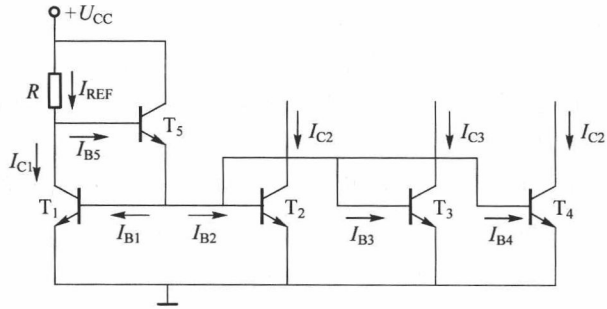 +U_CC
R
I_REF
T_5
I_B5
I_C1
I_C2
I_C3
I_C2
T_1
T_2
T_3
T_4
I_B1
I_B2
I_B3
I_B4